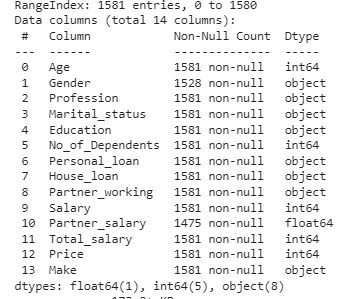 RangeIndex: 1581 entries, 0 to 1580
Data columns (total 14 columns):
 #   Column            Non-Null Count  Dtype
---  ------            --------------  -----
 0   Age               1581 non-null   int64
 1   Gender            1528 non-null   object
 2   Profession        1581 non-null   object
 3   Marital_status    1581 non-null   object
 4   Education         1581 non-null   object
 5   No_of_Dependents  1581 non-null   int64
 6   Personal_loan     1581 non-null   object
 7   House_loan        1581 non-null   object
 8   Partner_working   1581 non-null   object
 9   Salary            1581 non-null   int64
 10  Partner_salary    1475 non-null   float64
 11  Total_salary      1581 non-null   int64
 12  Price             1581 non-null   int64
 13  Make              1581 non-null   object
dtypes: float64(1), int64(5), object(8)